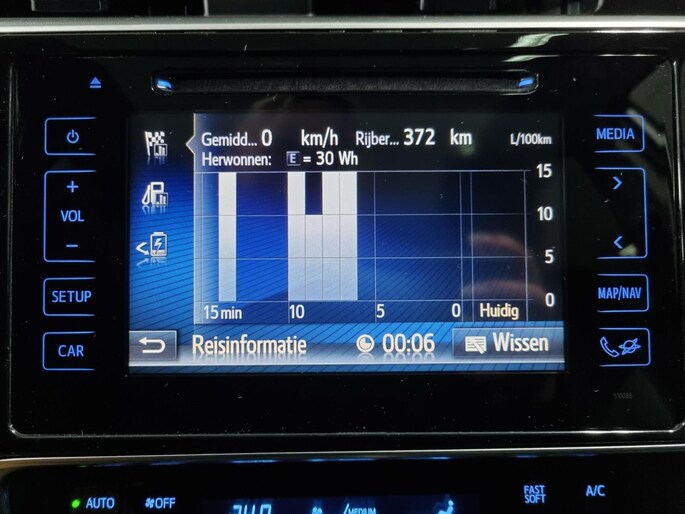 Gemidd... 0 km/h Rijber... 372 km L/100km
Herwonnen: E = 30 Wh
15
10
5
0
15 min 10 5 0 Huidig
Reisinformatie 00:06 Wissen
VOL
SETUP
CAR
MEDIA
MAP/NAV
AUTO OFF MEDIUM FAST SOFT A/C